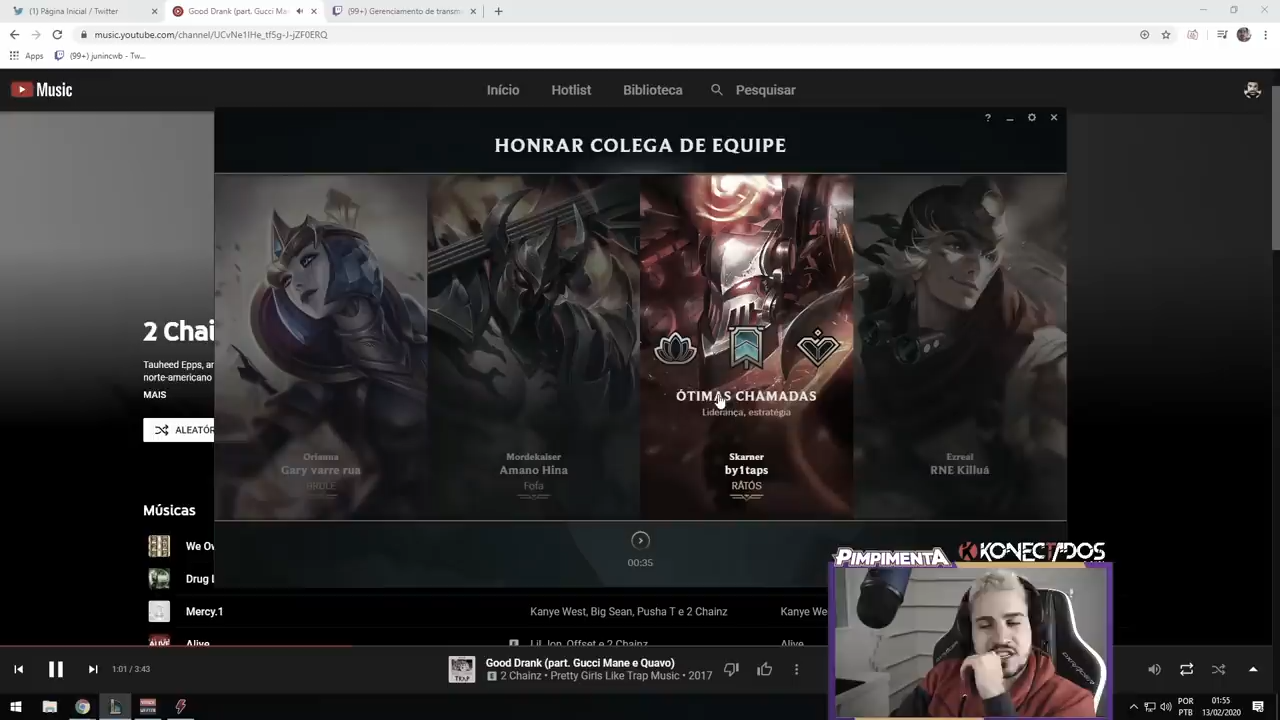 (1) Página Inicial / Twitter
Good Drank (part. Gucci Ma
(99+) Gerenciamento de transm
music.youtube.com/channel/UCvNe1IHe_tf5g-J-jZF0ERQ
Apps
(99+) junincwb - Tw...
Music
Início
Hotlist
Biblioteca
Pesquisar
HONRAR COLEGA DE EQUIPE
2 Chai
Tauheed Epps, ar
norte-americano
MAIS
ALEATÓR
ÓTIMAS CHAMADAS
Liderança, estratégia
Orianna
Gary varre rua
BRULE
Mordekaiser
Amano Hina
Fofa
Skarner
by1taps
RÁTÓS
Ezreal
RNE Killuá
00:35
Músicas
We Ov
Drug L
Mercy.1
Kanye West, Big Sean, Pusha T e 2 Chainz
Kanye We
Alive
Lil Jon, Offset e 2 Chainz
Alive
PIMPIMENTA
KONECTADOS
1:01 / 3:43
Good Drank (part. Gucci Mane e Quavo)
E 2 Chainz • Pretty Girls Like Trap Music • 2017
POR
PTB
01:55
13/02/2020